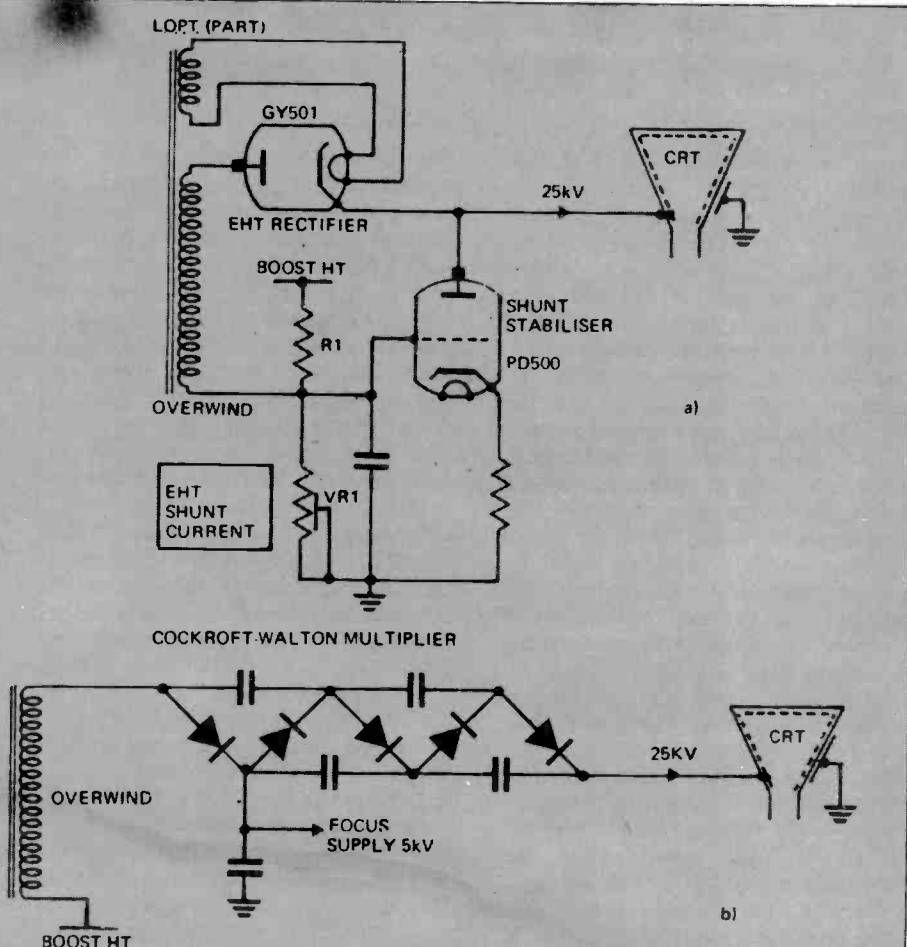 L.O.P.T. (PART)
GY501
CRT
25kV
EHT RECTIFIER
BOOST HT
SHUNT
STABILISER
R1
PD500
OVERWIND
a)
EHT
SHUNT
CURRENT
VR1
COCKROFT-WALTON MULTIPLIER
CRT
25KV
OVERWIND
FOCUS
SUPPLY 5kV
b)
BOOST HT